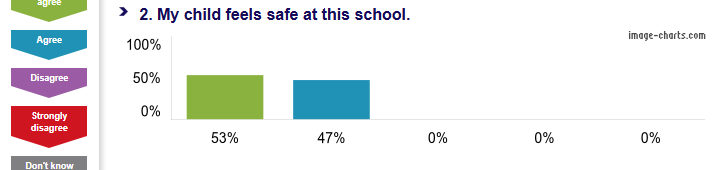 agree
Agree
Disagree
Strongly
disagree
Don't know
2. My child feels safe at this school.
image-charts.com
100%
50%
0%
53% 47% 0% 0% 0%